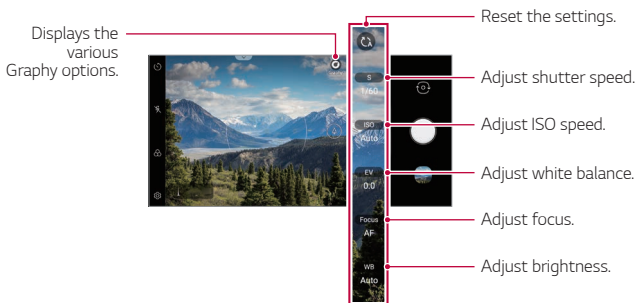 Displays the
various
Graphy options.
Reset the settings.
S
1/60
Adjust shutter speed.
ISO
Auto
Adjust ISO speed.
EV
0.0
Adjust white balance.
Focus
AF
Adjust focus.
WB
Auto
Adjust brightness.